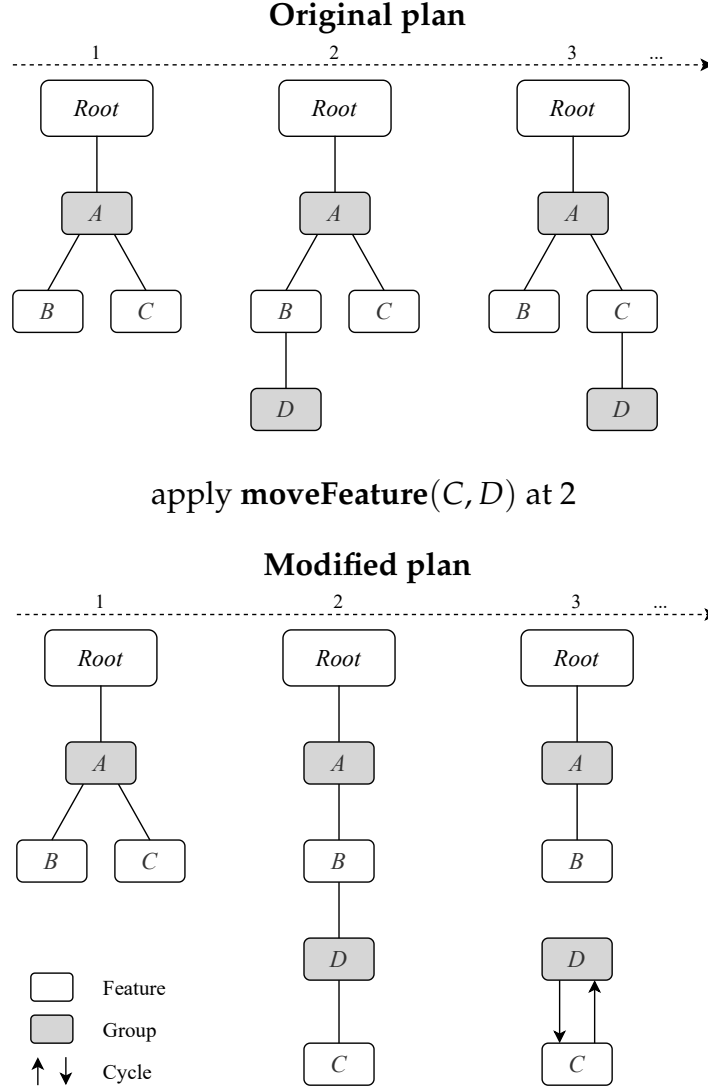 Original plan
1 2 3 ...
Root Root Root
A A A
B C B C B C
D D
apply moveFeature(C, D) at 2
Modified plan
1 2 3 ...
Root Root Root
A A A
B C B B
D D
Feature
Group
C C
Cycle